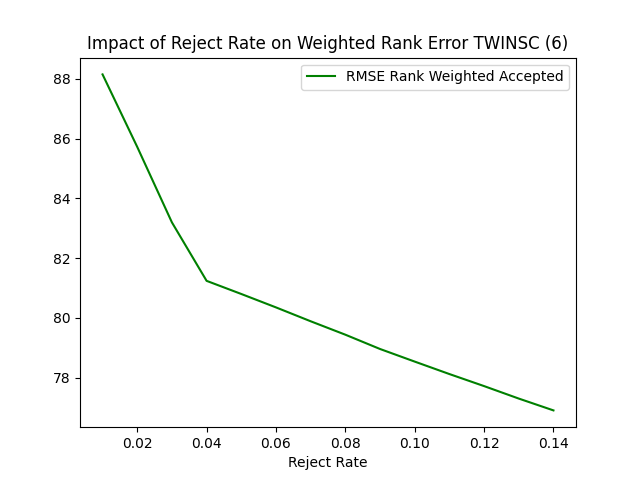 Impact of Reject Rate on Weighted Rank Error TWINSC (6)
RMSE Rank Weighted Accepted
88
86
84
82
80
78
0.02 0.04 0.06 0.08 0.10 0.12 0.14
Reject Rate